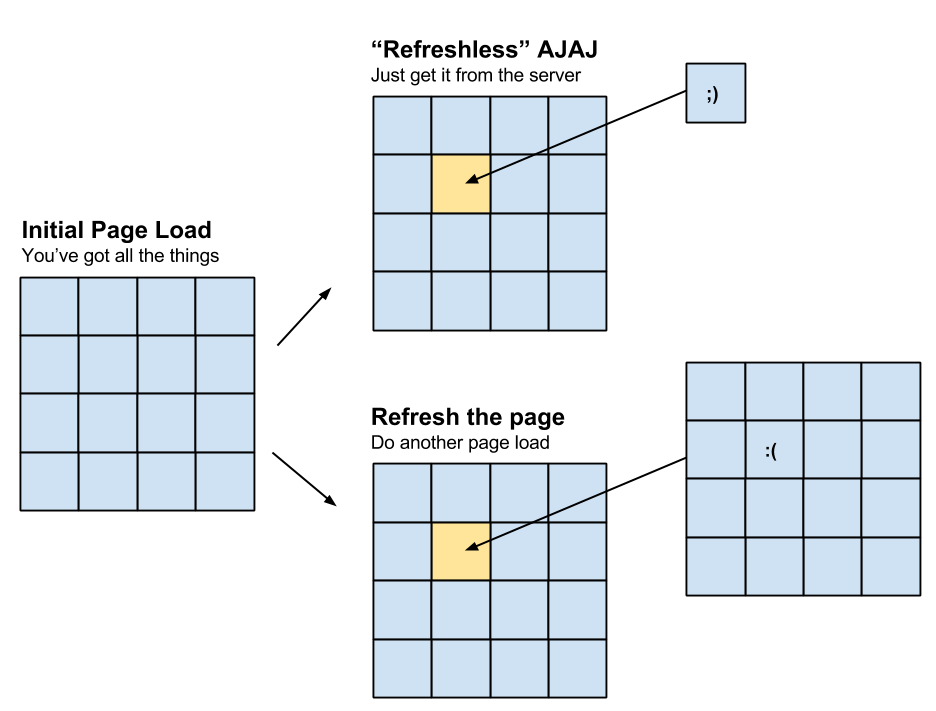 “Refreshless” AJAJ
Just get it from the server
;)
Initial Page Load
You’ve got all the things
Refresh the page
Do another page load
:(